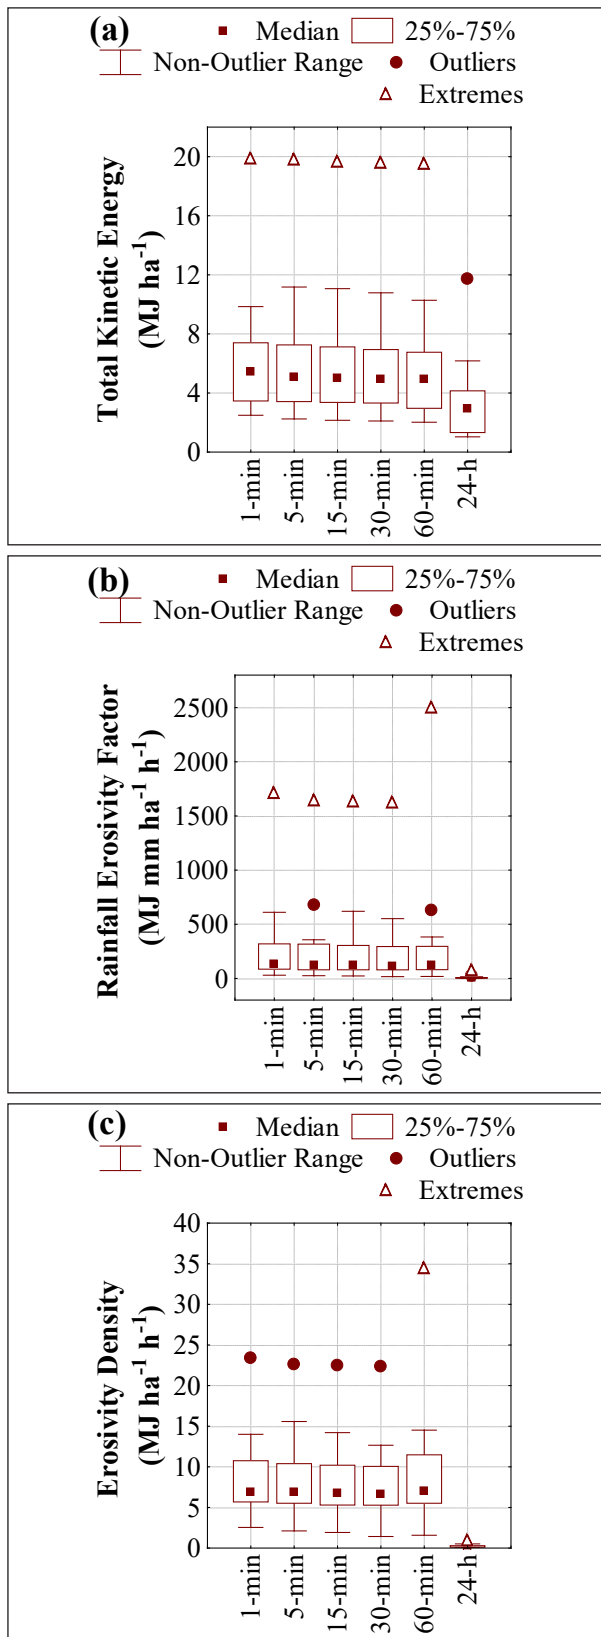 (a)
Median 25%-75%
Non-Outlier Range Outliers
Extremes
Total Kinetic Energy
(MJ ha⁻¹)
20
16
12
8
4
0
1-min
5-min
15-min
30-min
60-min
24-h
(b)
Median 25%-75%
Non-Outlier Range Outliers
Extremes
Rainfall Erosivity Factor
(MJ mm ha⁻¹ h⁻¹)
2500
2000
1500
1000
500
0
1-min
5-min
15-min
30-min
60-min
24-h
(c)
Median 25%-75%
Non-Outlier Range Outliers
Extremes
Erosivity Density
(MJ ha⁻¹ h⁻¹)
40
35
30
25
20
15
10
5
0
1-min
5-min
15-min
30-min
60-min
24-h